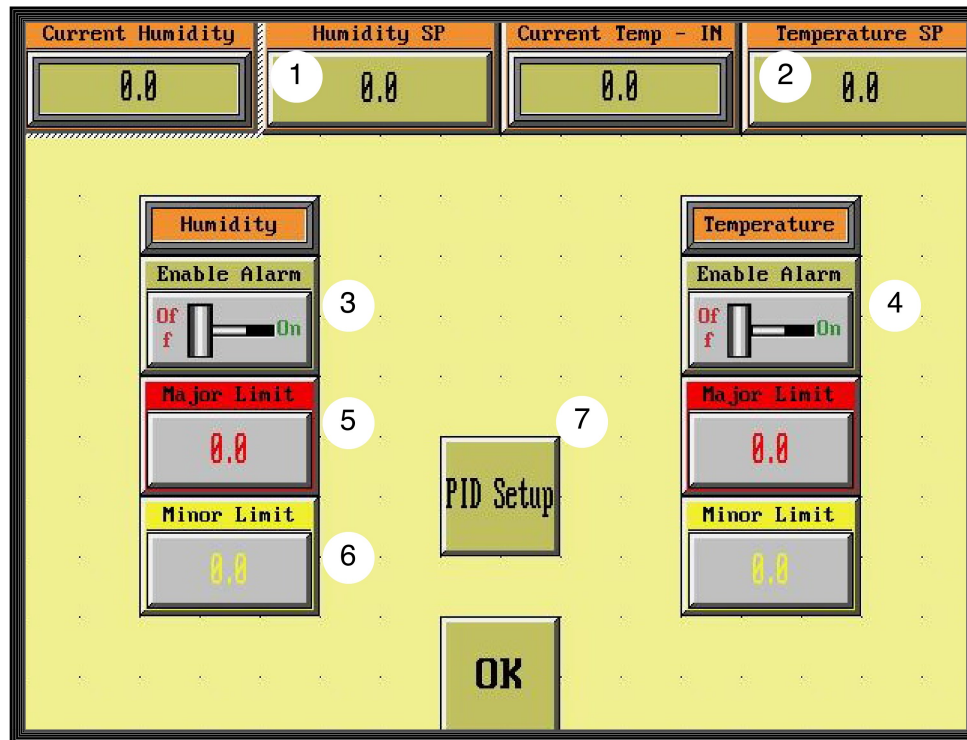 Current Humidity
Humidity SP
Current Temp - IN
Temperature SP
0.0
1
0.0
0.0
2
0.0
Humidity
Temperature
Enable Alarm
3
Enable Alarm
4
Of
f
On
Of
f
On
Major Limit
5
Major Limit
0.0
7
0.0
PID Setup
Minor Limit
Minor Limit
0.0
6
0.0
OK